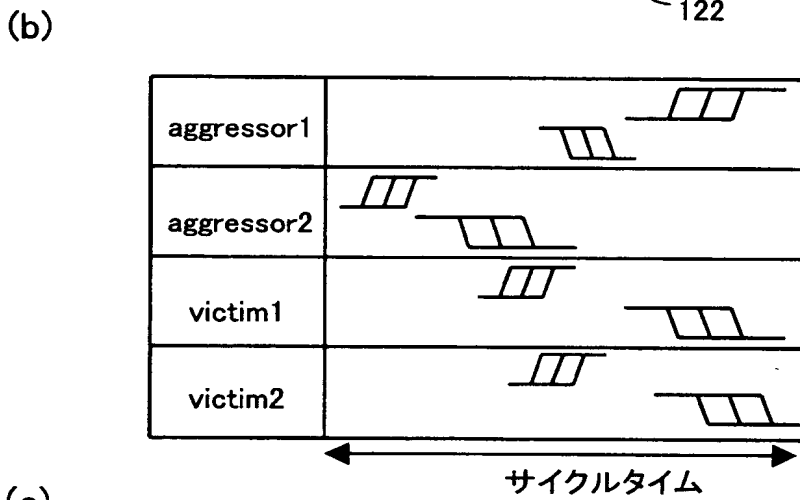 122
(b)
aggressor1
aggressor2
victim1
victim2
サイクルタイム